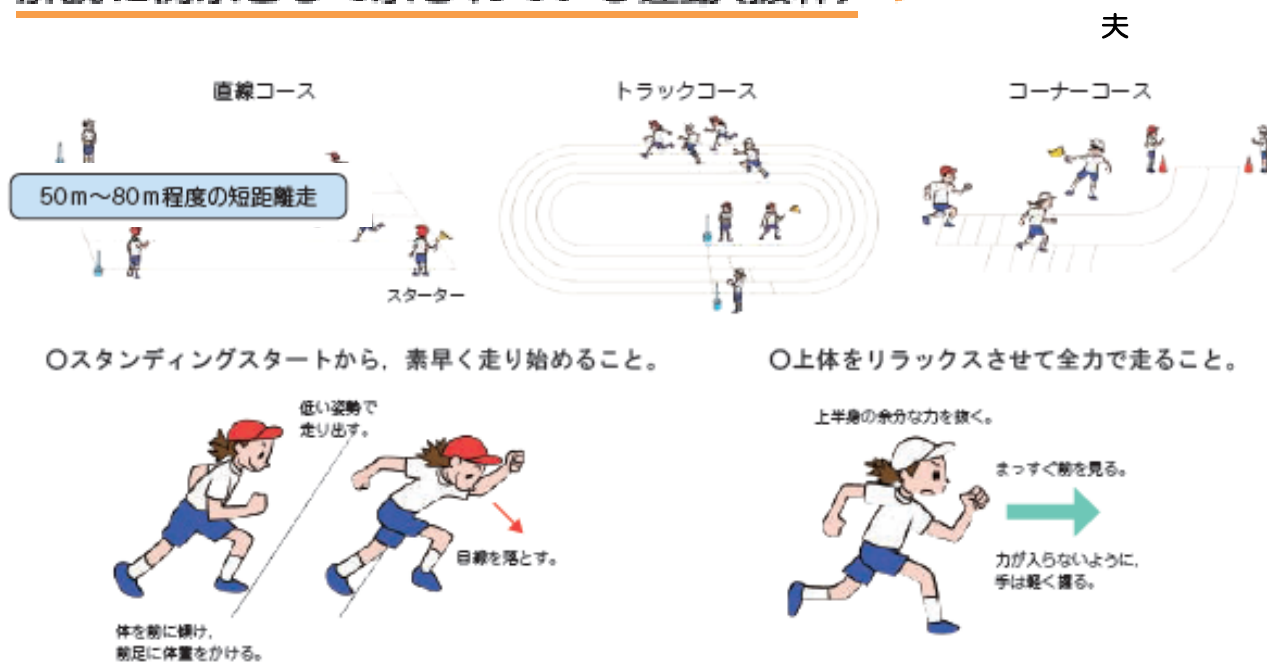 夫
直線コース
トラックコース
コーナーコース
50m〜80m程度の短距離走
スターター
○スタンディングスタートから，素早く走り始めること。
○上体をリラックスさせて全力で走ること。
低い姿勢で
走り出す。
目線を落とす。
体を前に傾け，
前足に体重をかける。
上半身の余分な力を抜く。
まっすぐ前を見る。
力が入らないように，
手は軽く握る。